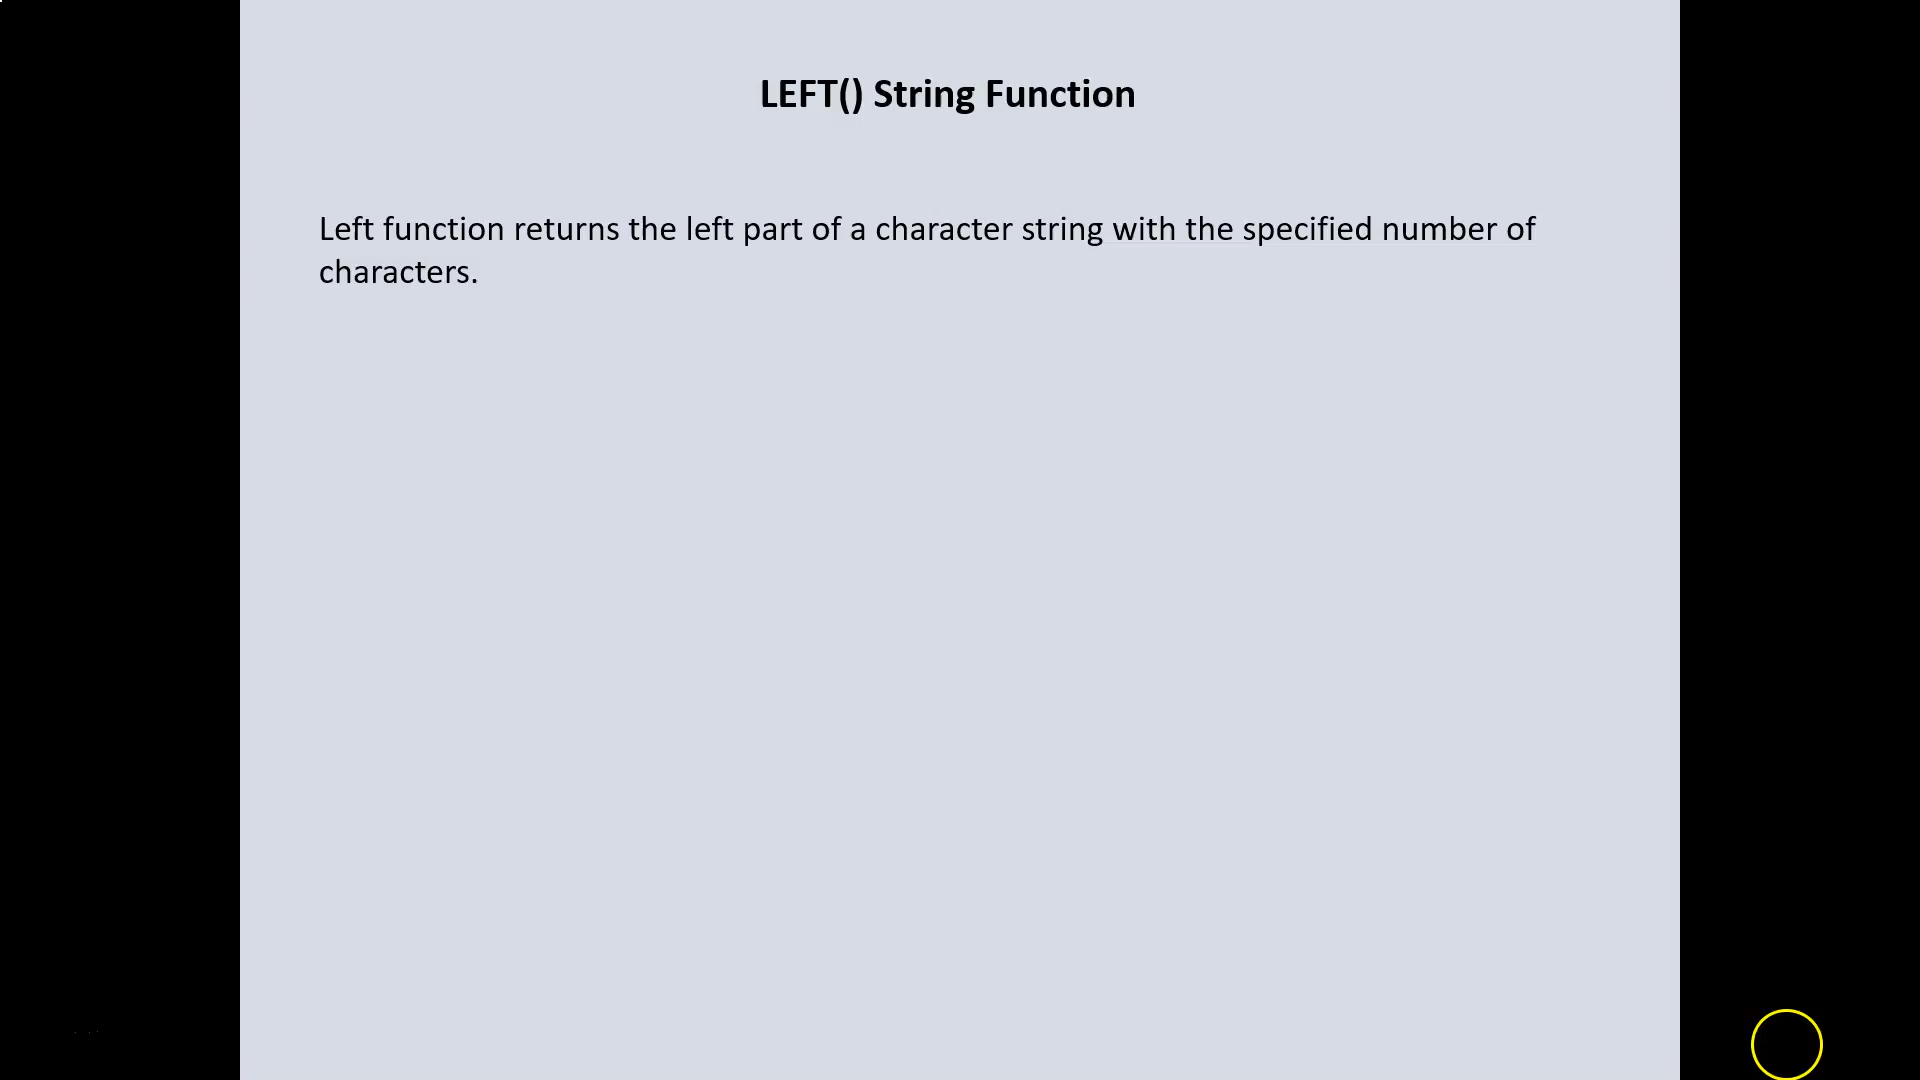 LEFT() String Function
Left function returns the left part of a character string with the specified number of
characters.